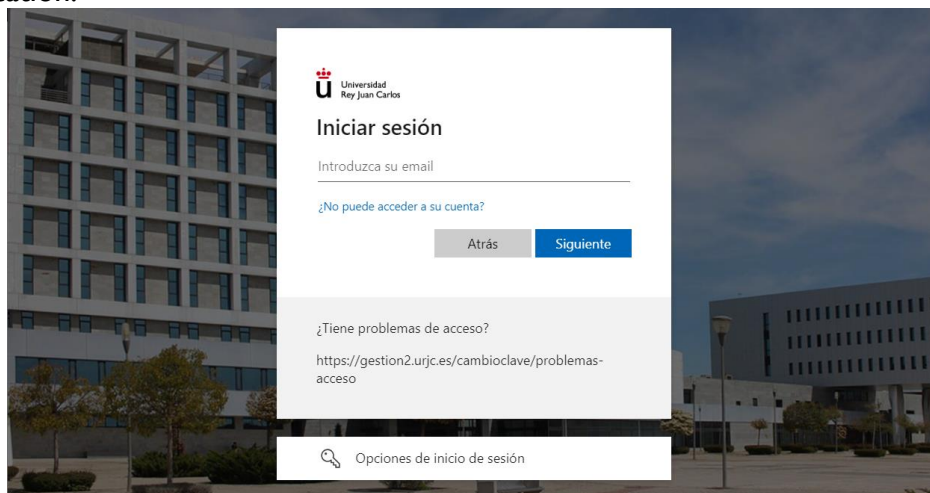 Universidad
Rey Juan Carlos
Iniciar sesión
Introduzca su email
¿No puede acceder a su cuenta?
Atrás Siguiente
¿Tiene problemas de acceso?
https://gestion2.urjc.es/cambioclave/problemas-
acceso
Opciones de inicio de sesión